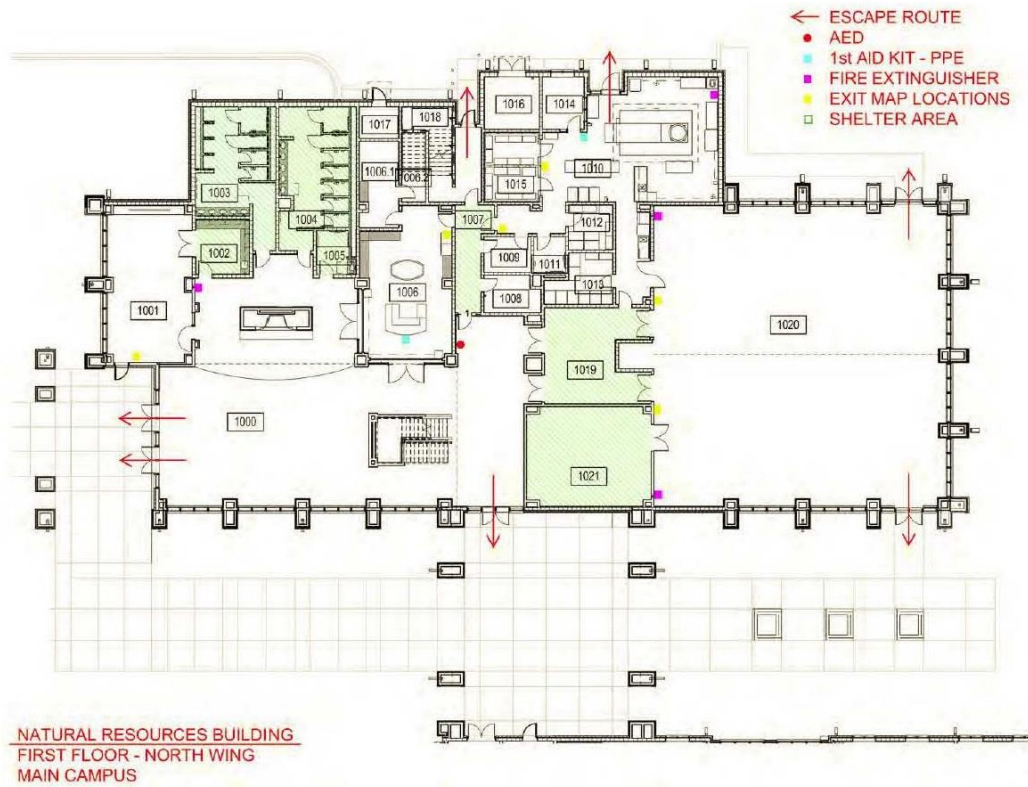 ESCAPE ROUTE
AED
1st AID KIT - PPE
FIRE EXTINGUISHER
EXIT MAP LOCATIONS
SHELTER AREA
1016
1014
1017
1018
1010
1006.1
1006.2
1015
1003
1004
1007
1012
1002
1005
1009
1011
1006
1008
1013
1001
1020
1019
1000
1021
NATURAL RESOURCES BUILDING
FIRST FLOOR - NORTH WING
MAIN CAMPUS